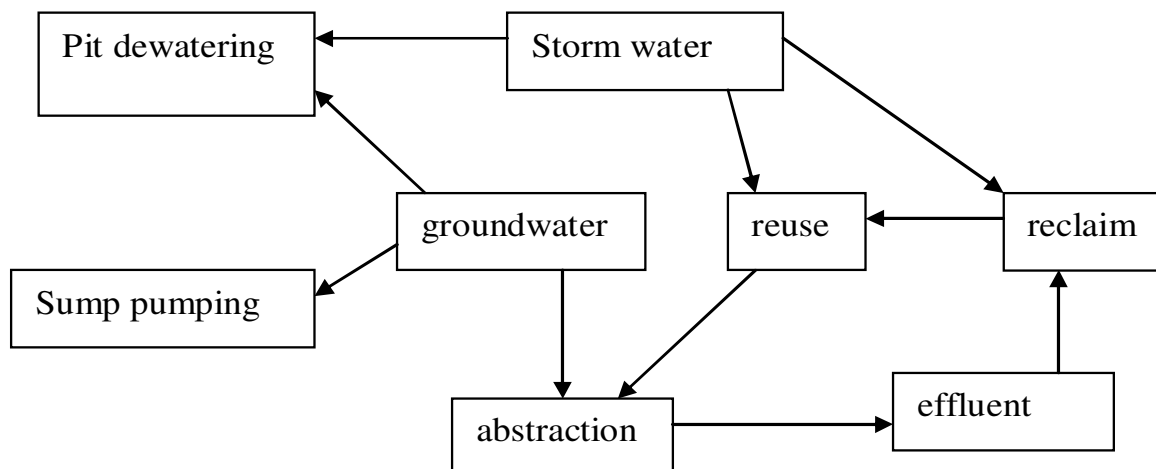 Pit dewatering
Storm water
groundwater
reuse
reclaim
Sump pumping
abstraction
effluent